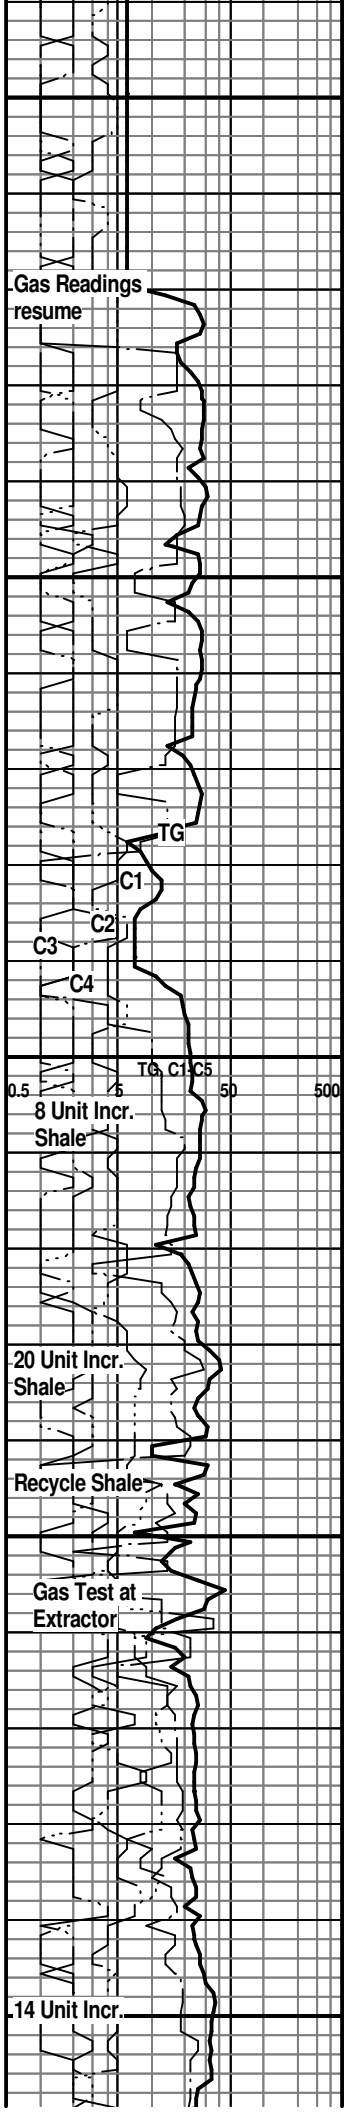 Gas Readings
resume
TG
C1
C2
C3
C4
TG, C1-C5
0.5 5 50 500
8 Unit Incr.
Shale
20 Unit Incr.
Shale
Recycle Shale
Gas Test at
Extractor
14 Unit Incr.